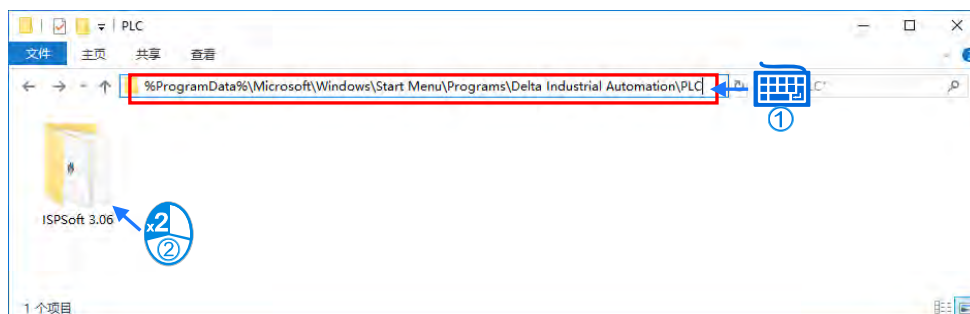 PLC
文件 主页 共享 查看
%ProgramData%\Microsoft\Windows\Start Menu\Programs\Delta Industrial Automation\PLC
①
ISPSoft 3.06
x2
②
1 个项目